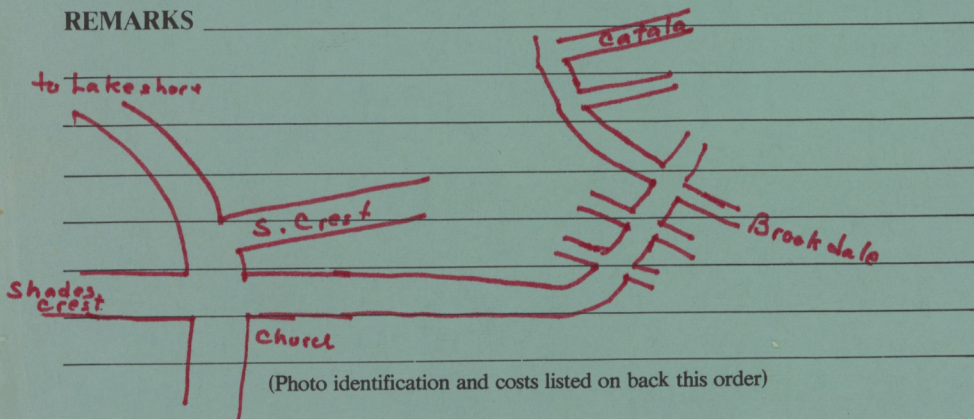 REMARKS
Catala
to Lakeshore
S. Crest
Brookdale
Shades
Crest
Church
(Photo identification and costs listed on back this order)